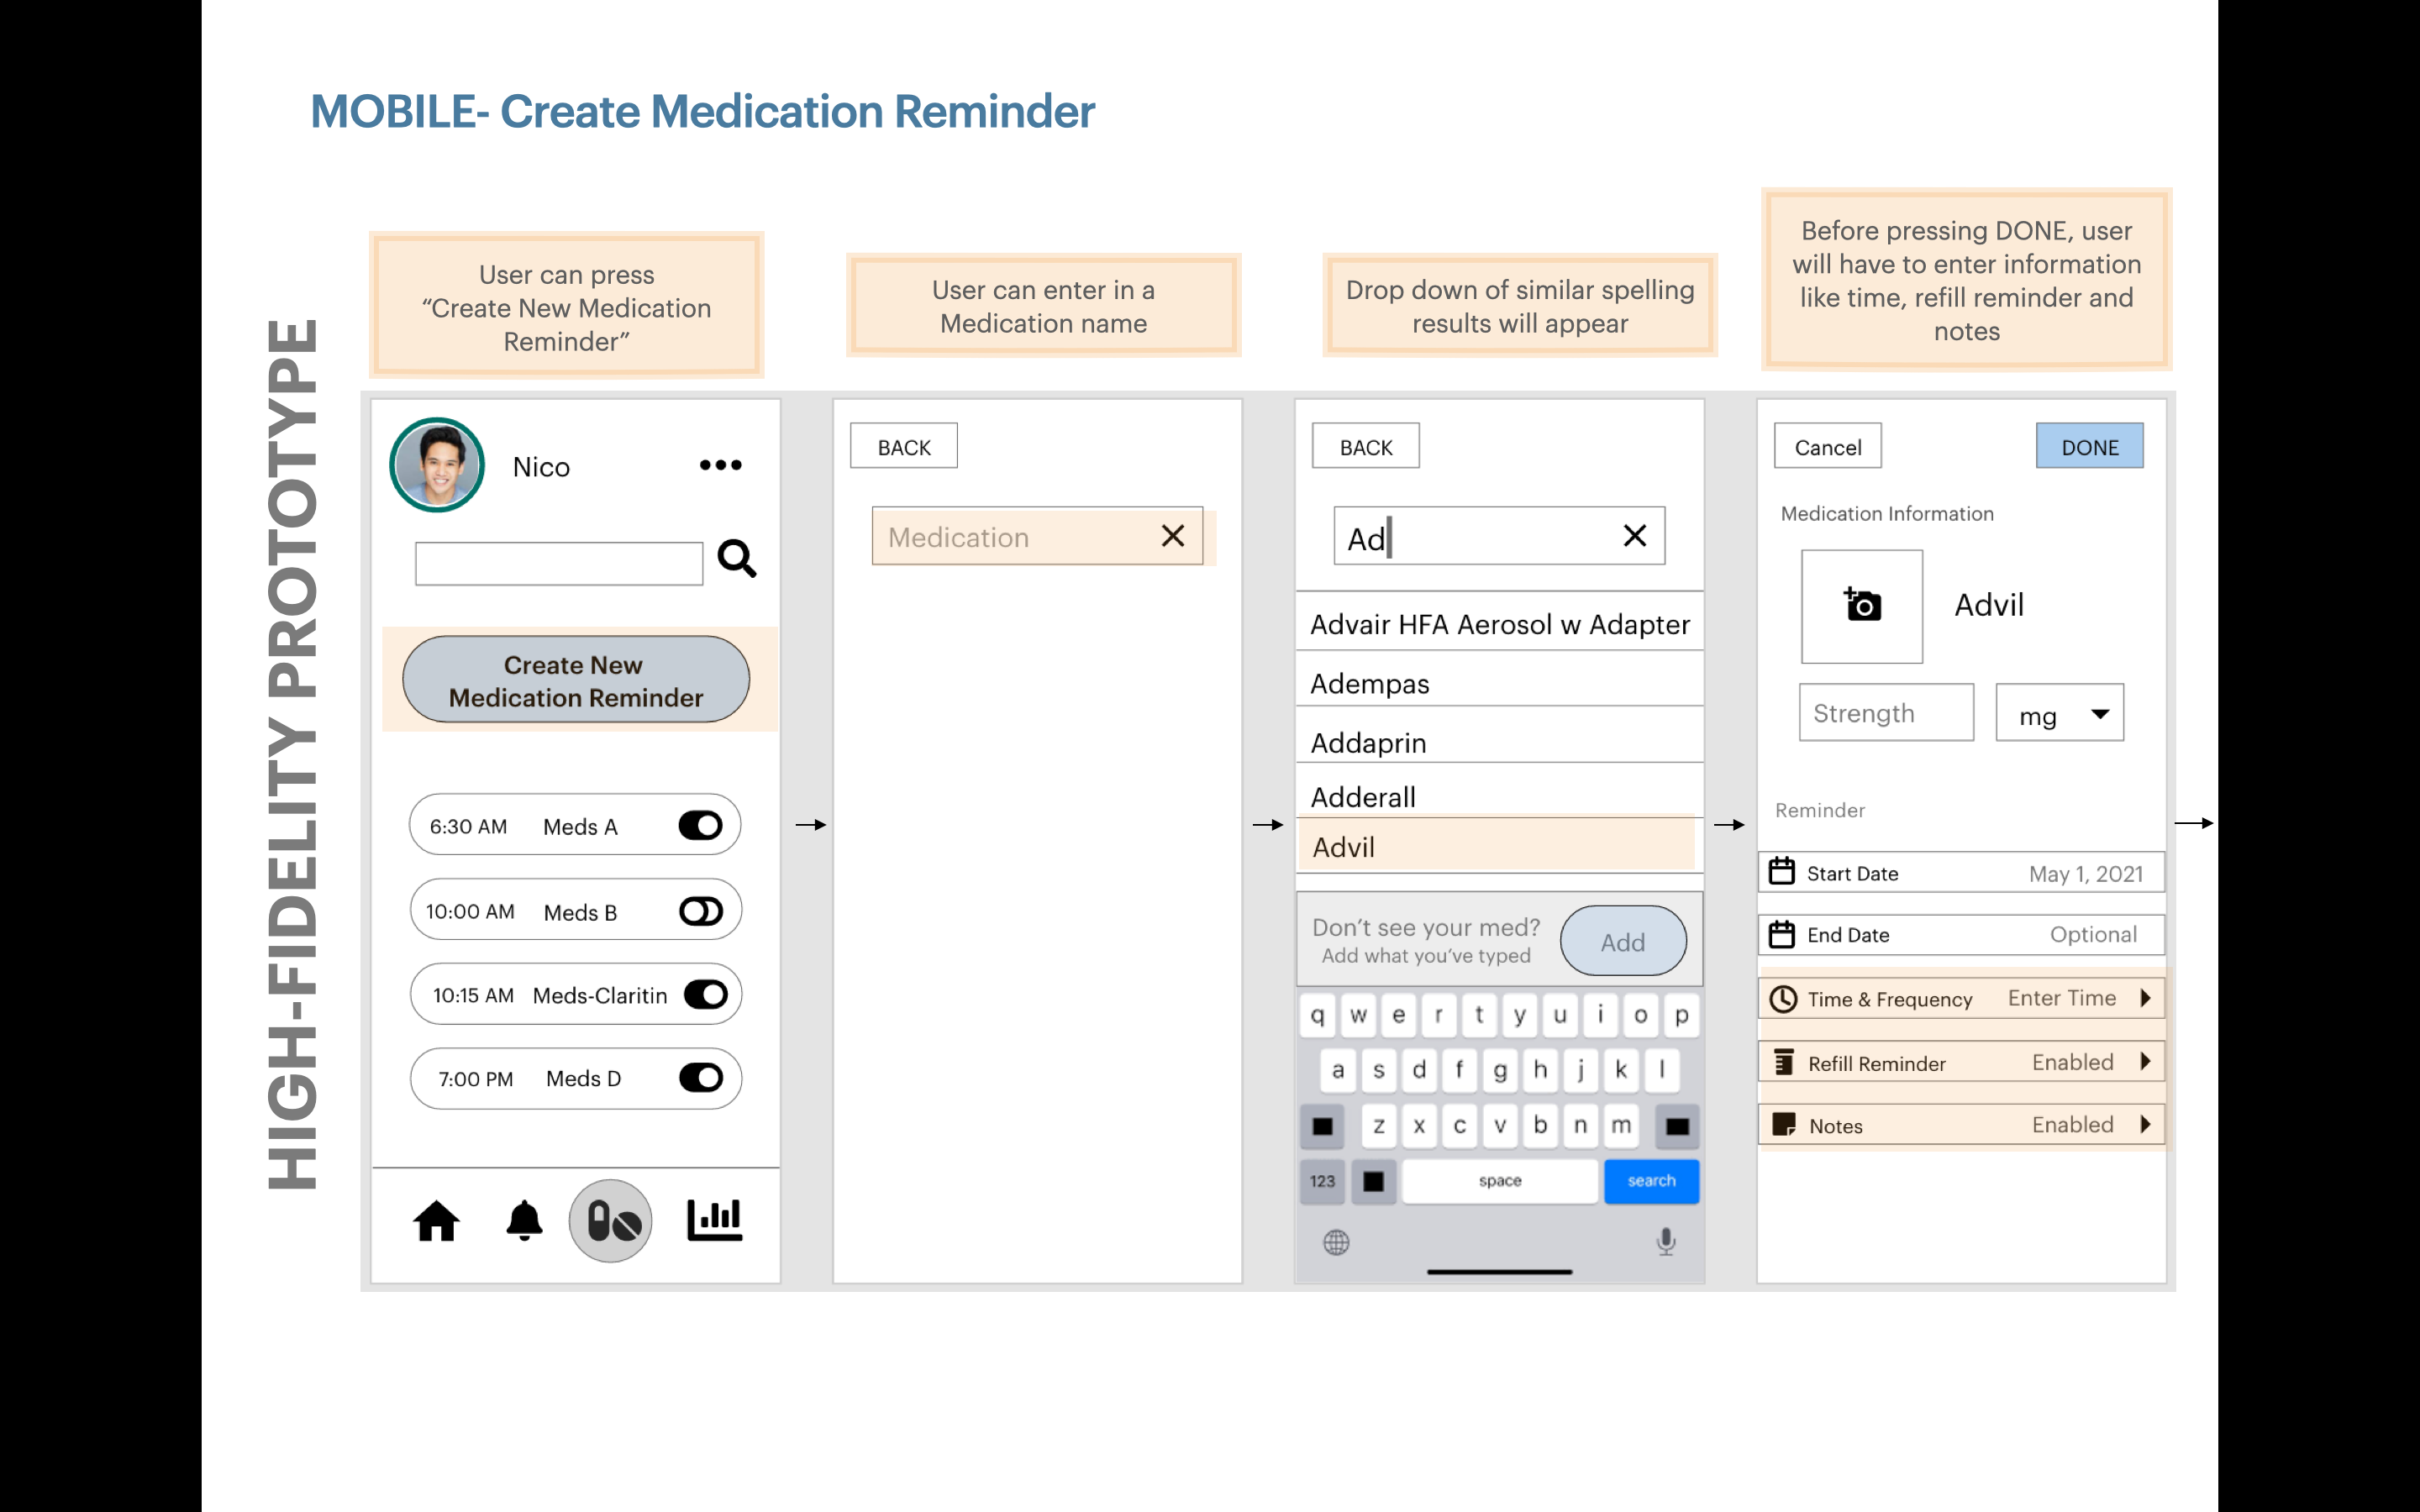 MOBILE- Create Medication Reminder
HIGH-FIDELITY PROTOTYPE
User can press
“Create New Medication
Reminder”
User can enter in a
Medication name
Drop down of similar spelling
results will appear
Before pressing DONE, user
will have to enter information
like time, refill reminder and
notes
Nico
Create New
Medication Reminder
6:30 AM Meds A
10:00 AM Meds B
10:15 AM Meds-Claritin
7:00 PM Meds D
BACK
Medication
BACK
Ad
Advair HFA Aerosol w Adapter
Adempas
Addaprin
Adderall
Advil
Don’t see your med?
Add what you’ve typed
Add
q w e r t y u i o p
a s d f g h j k l
z x c v b n m
123 space search
Cancel DONE
Medication Information
Advil
Strength mg
Reminder
Start Date May 1, 2021
End Date Optional
Time & Frequency Enter Time
Refill Reminder Enabled
Notes Enabled